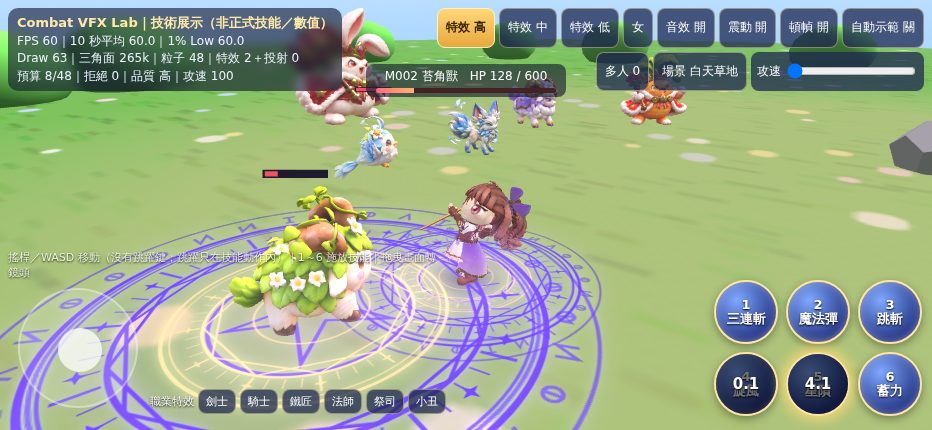 Combat VFX Lab｜技術展示（非正式技能／數值）
FPS 60｜10 秒平均 60.0｜1% Low 60.0
Draw 63｜三角面 265k｜粒子 48｜特效 2＋投射 0
預算 8/48｜拒絕 0｜品質 高｜攻速 100
特效 高
特效 中
特效 低
女
音效 開
震動 開
頓幀 開
自動示範 關
多人 0
場景 白天草地
攻速
M002 苔角獸 HP 128 / 600
搖桿／WASD 移動（沒有跳躍鍵，跳躍只在技能動作內）｜1～6 施放技能
鏡頭
1
三連斬
2
魔法彈
3
跳斬
0.1
旋風
4.1
星隕
6
蓄力
職業特效
劍士
騎士
鐵匠
法師
祭司
小丑